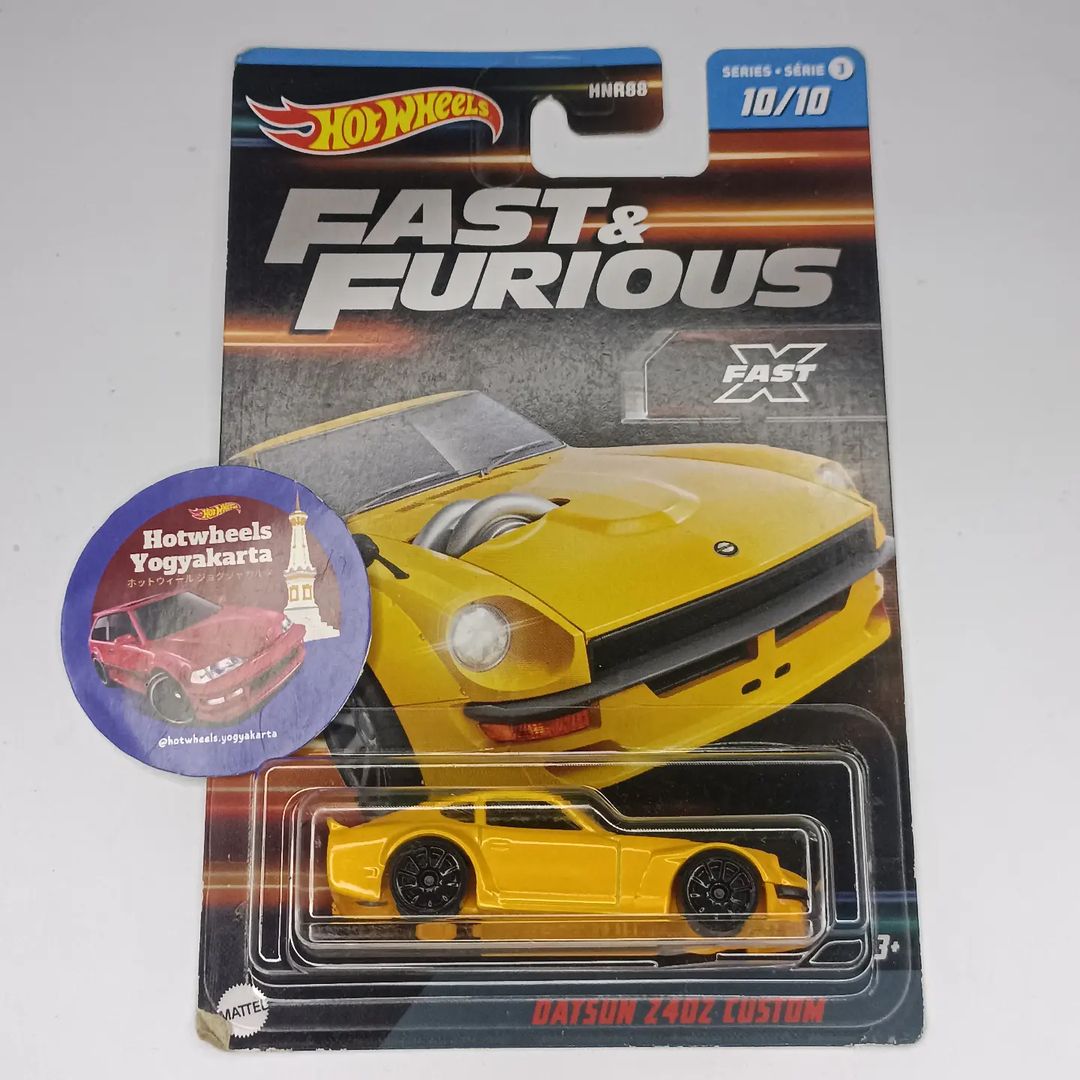 HOT WHEELS
HNR88
SERIES • SÉRIE 3
10/10
FAST &
FURIOUS
FAST X
HOT WHEELS
Hotwheels
Yogyakarta
ホットウィール ジョグジャカルタ
@hotwheels.yogyakarta
3+
MATTEL
DATSUN 240Z CUSTOM